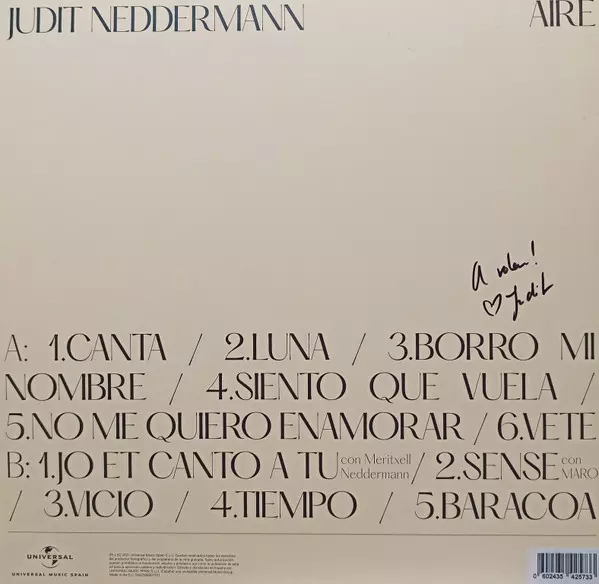 JUDIT NEDDERMANN AIRE
A volar!
♡ Judit
A: 1.CANTA / 2.LUNA / 3.BORRO MI
NOMBRE / 4.SIENTO QUE VUELA /
5.NO ME QUIERO ENAMORAR / 6.VETE
B: 1.JO ET CANTO A TU con Meritxell Neddermann / 2.SENSE con MARO
/ 3.VICIO / 4.TIEMPO / 5.BARACOA
UNIVERSAL
UNIVERSAL MUSIC SPAIN
0 602435 425733